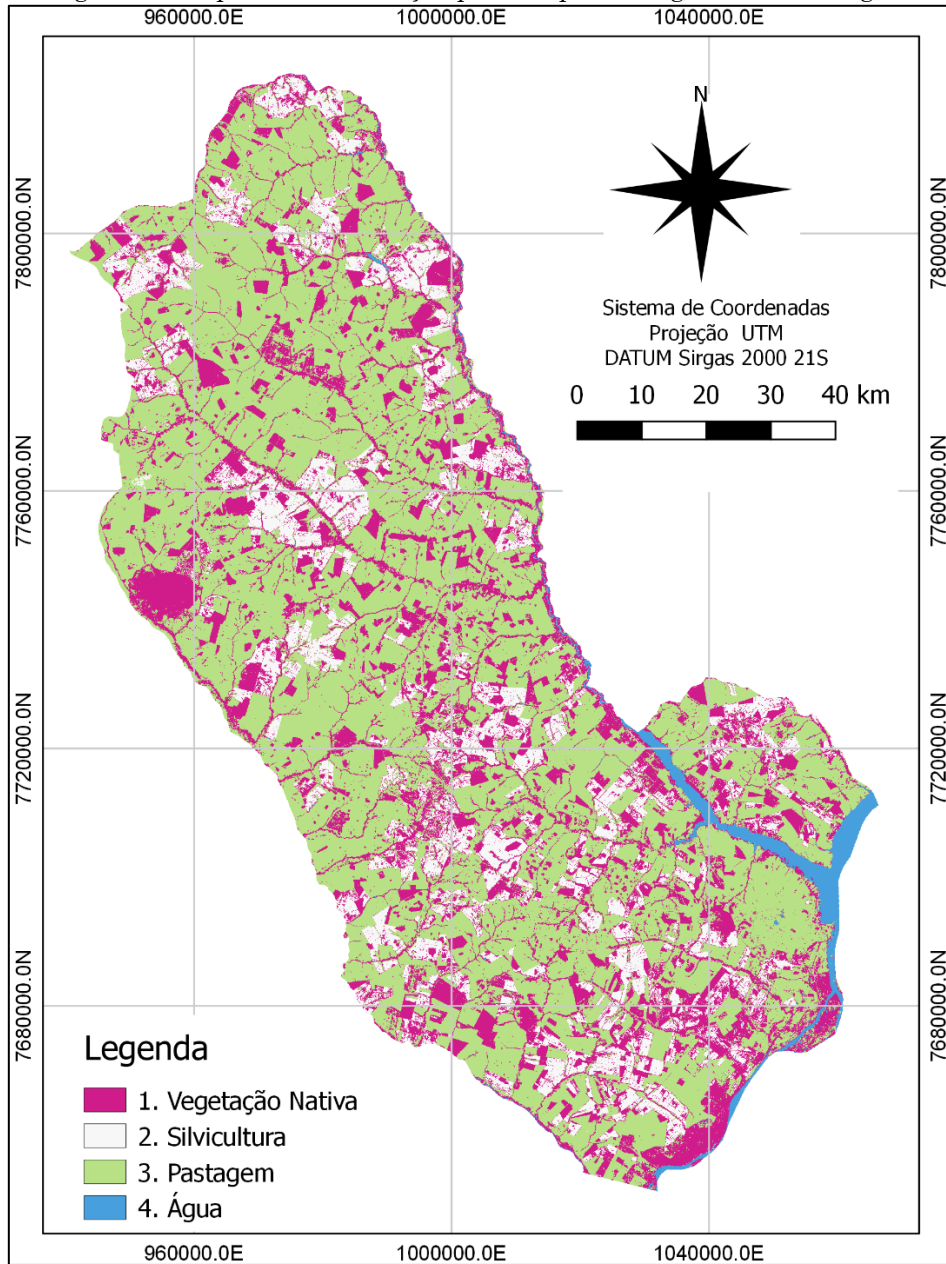 960000.0E 1000000.0E 1040000.0E
N
7800000.0N 7800000.0N
Sistema de Coordenadas
Projeção UTM
DATUM Sirgas 2000 21S
0 10 20 30 40 km
7760000.0N 7760000.0N
7720000.0N 7720000.0N
7680000.0N 7680000.0N
Legenda
1. Vegetação Nativa
2. Silvicultura
3. Pastagem
4. Água
960000.0E 1000000.0E 1040000.0E